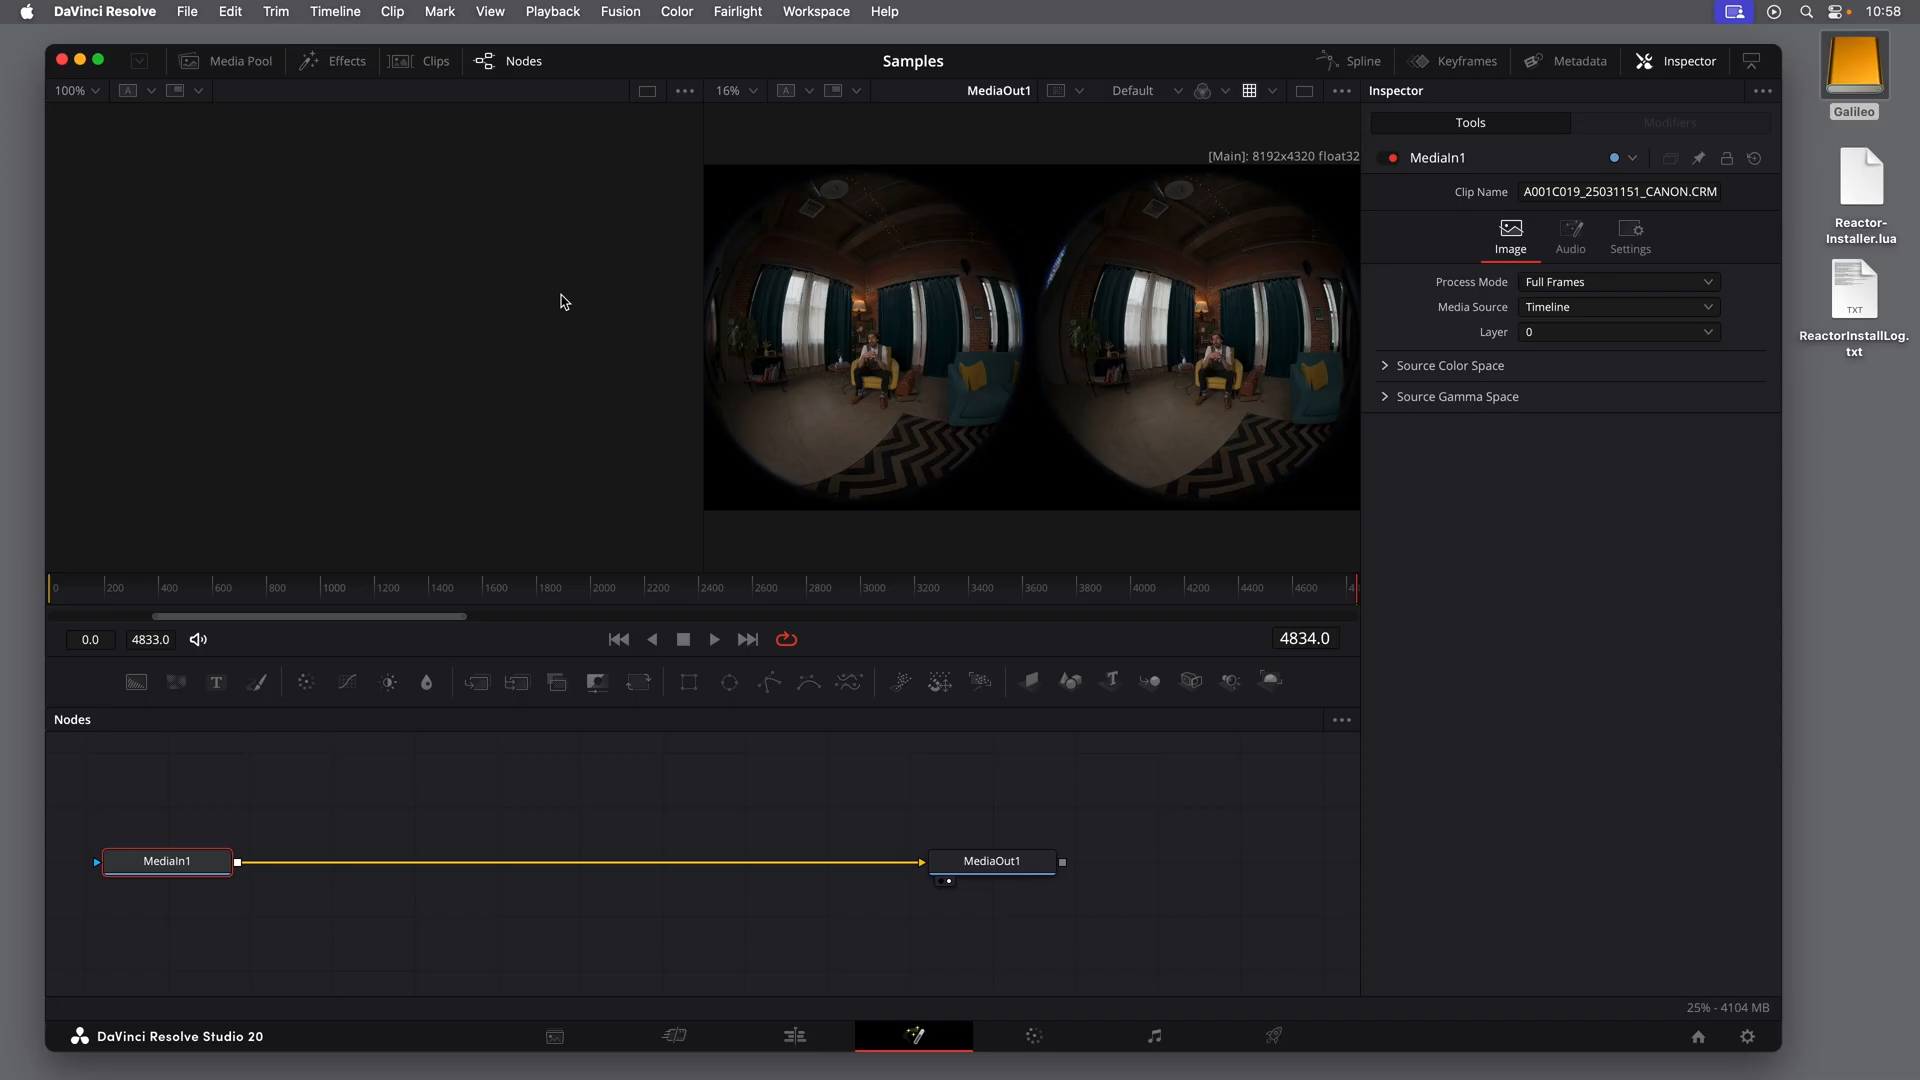 DaVinci Resolve File Edit Trim Timeline Clip Mark View Playback Fusion Color Fairlight Workspace Help 10:58
Media Pool Effects Clips Nodes Samples Spline Keyframes Metadata Inspector
100% A 16% A MediaOut1 Default Inspector
Galileo
Tools Modifiers
[Main]: 8192x4320 float32
MediaIn1
Clip Name A001C019_25031151_CANON.CRM
Reactor-
Installer.lua
Image Audio Settings
Process Mode Full Frames
Media Source Timeline
Layer 0
TXT
ReactorInstallLog.
txt
Source Color Space
Source Gamma Space
0 200 400 600 800 1000 1200 1400 1600 1800 2000 2200 2400 2600 2800 3000 3200 3400 3600 3800 4000 4200 4400 4600
0.0 4833.0 4834.0
T T
Nodes
MediaIn1 MediaOut1
25% - 4104 MB
DaVinci Resolve Studio 20